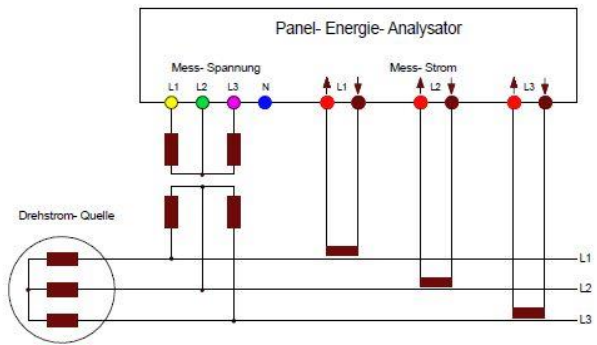 Panel- Energie- Analysator
Mess- Spannung
Mess- Strom
L1 L2 L3 N
L1
L2
L3
Drehstrom- Quelle
L1
L2
L3